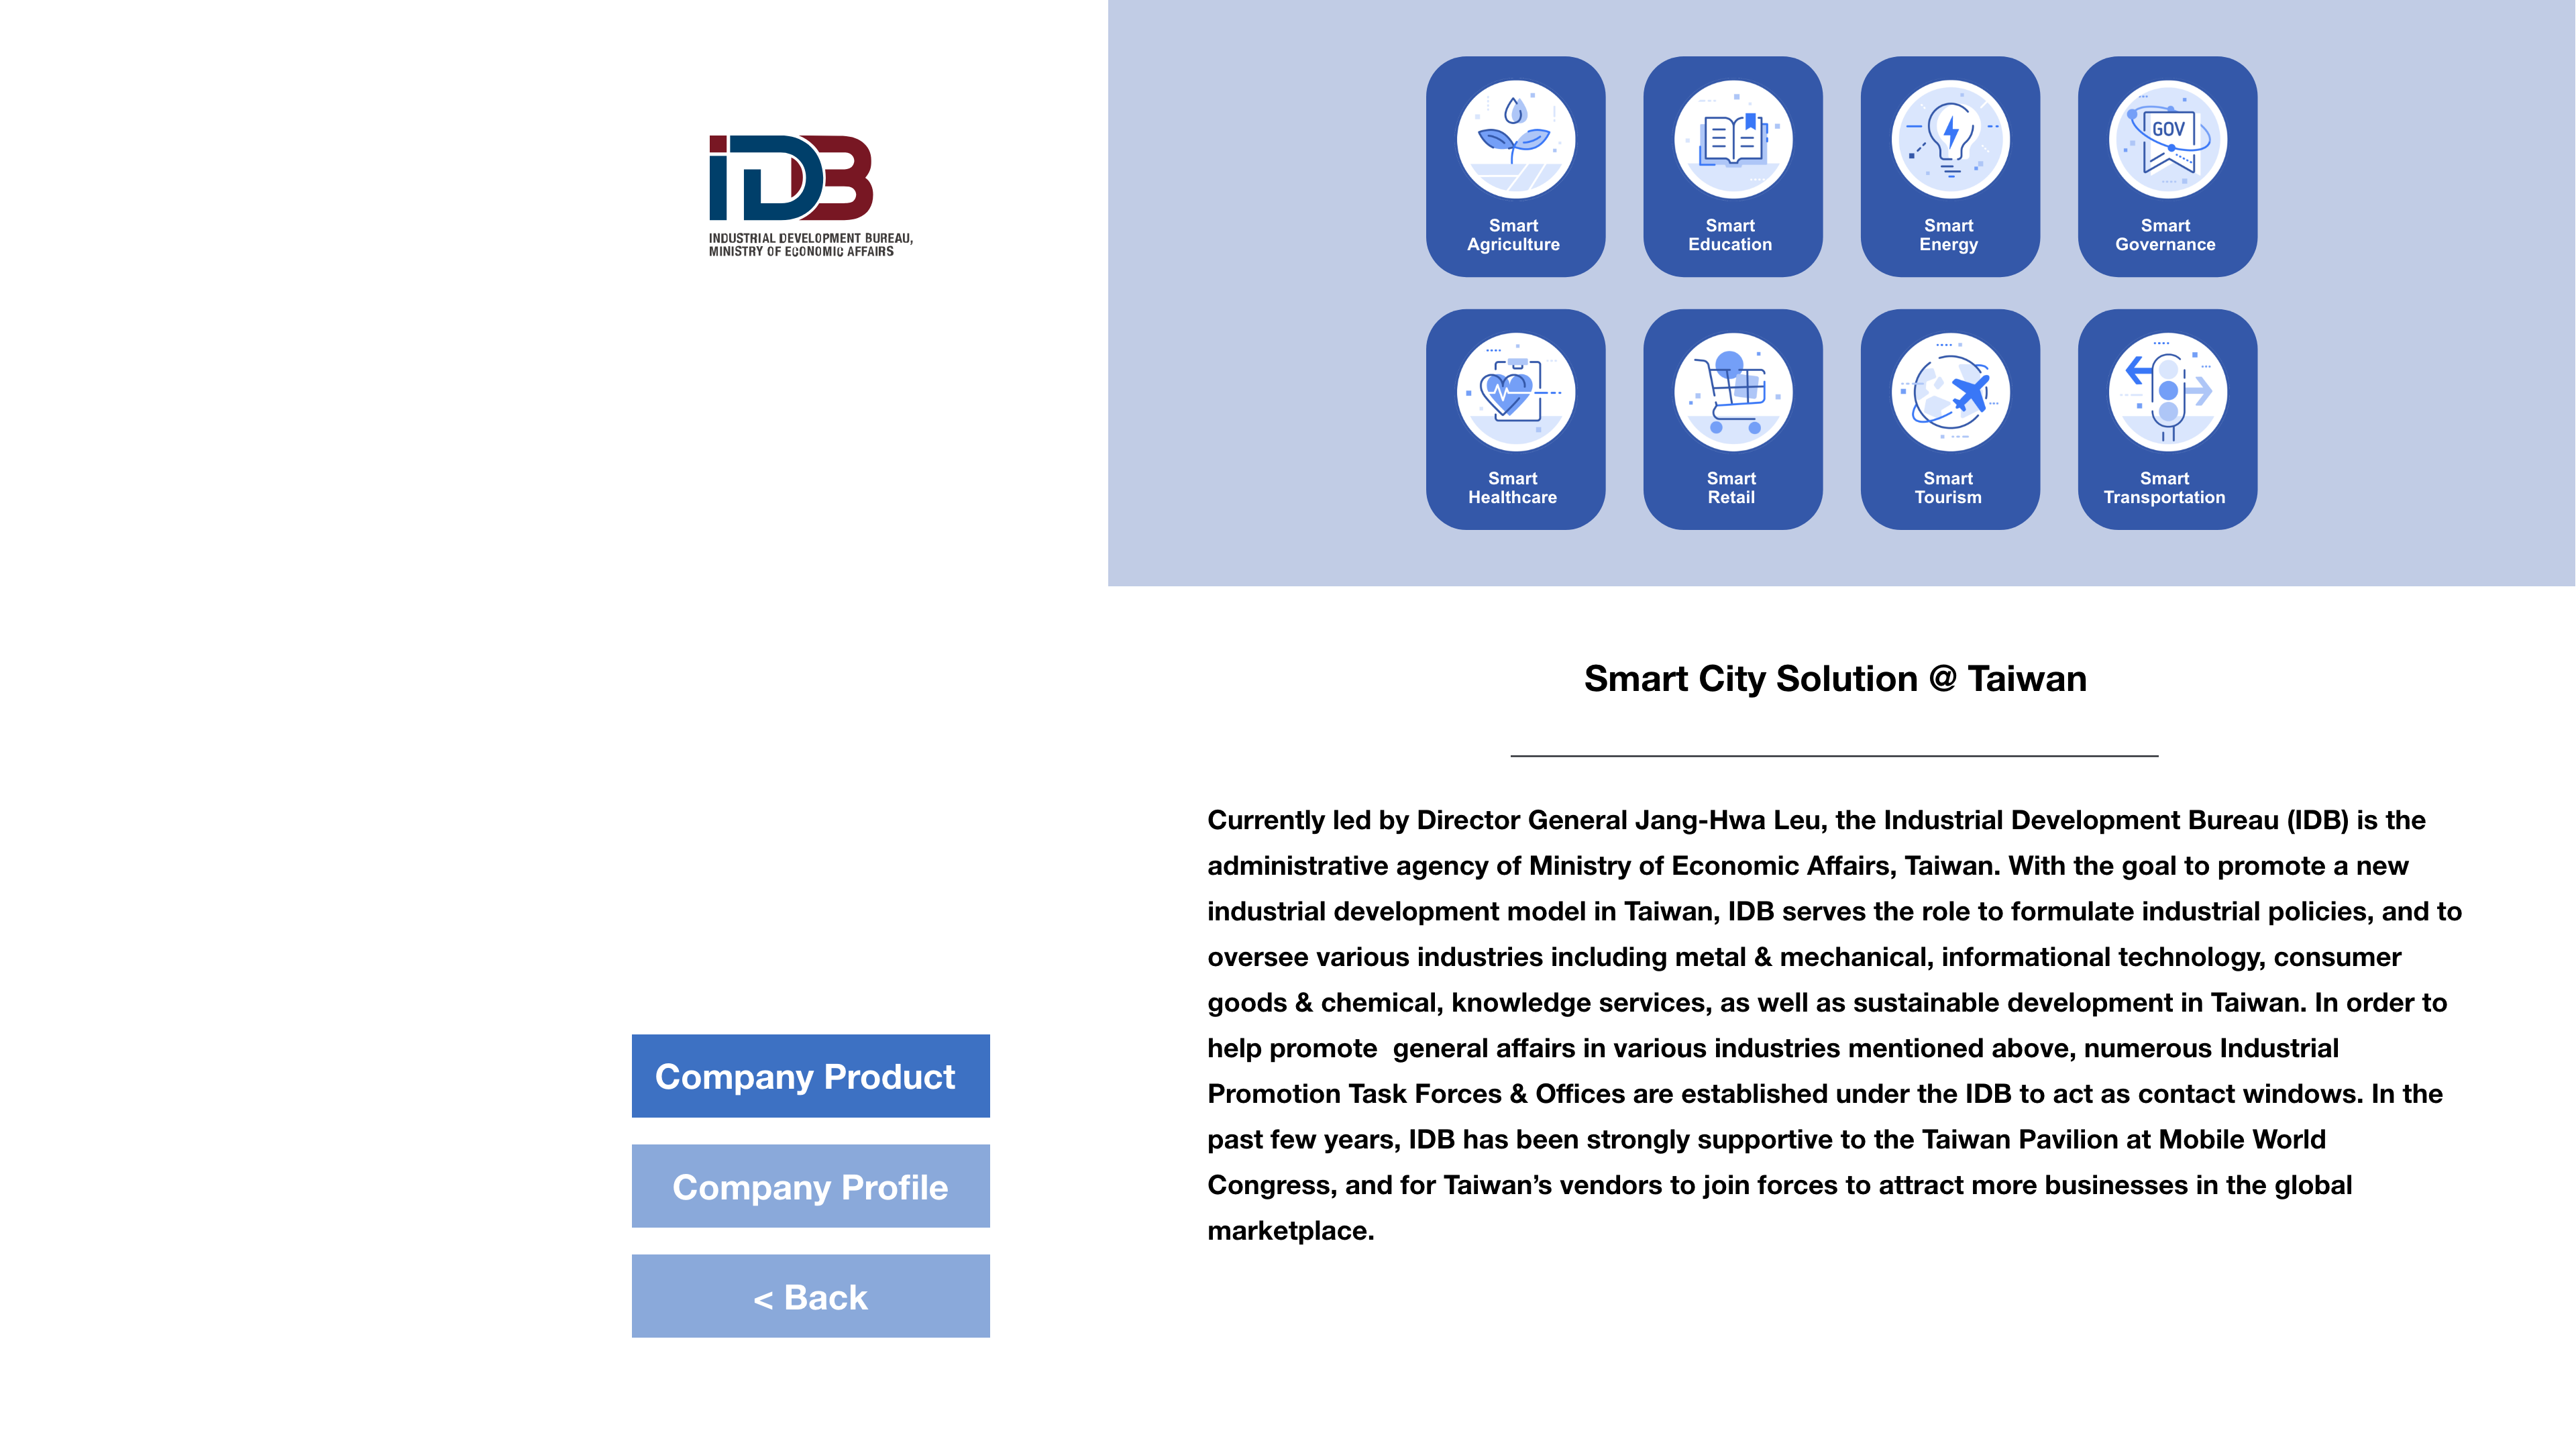 IDB
INDUSTRIAL DEVELOPMENT BUREAU,
MINISTRY OF ECONOMIC AFFAIRS
GOV
Smart
Agriculture
Smart
Education
Smart
Energy
Smart
Governance
Smart
Healthcare
Smart
Retail
Smart
Tourism
Smart
Transportation
Smart City Solution @ Taiwan
Currently led by Director General Jang-Hwa Leu, the Industrial Development Bureau (IDB) is the
administrative agency of Ministry of Economic Affairs, Taiwan. With the goal to promote a new
industrial development model in Taiwan, IDB serves the role to formulate industrial policies, and to
oversee various industries including metal & mechanical, informational technology, consumer
goods & chemical, knowledge services, as well as sustainable development in Taiwan. In order to
help promote  general affairs in various industries mentioned above, numerous Industrial
Promotion Task Forces & Offices are established under the IDB to act as contact windows. In the
past few years, IDB has been strongly supportive to the Taiwan Pavilion at Mobile World
Congress, and for Taiwan’s vendors to join forces to attract more businesses in the global
marketplace.
Company Product
Company Profile
< Back